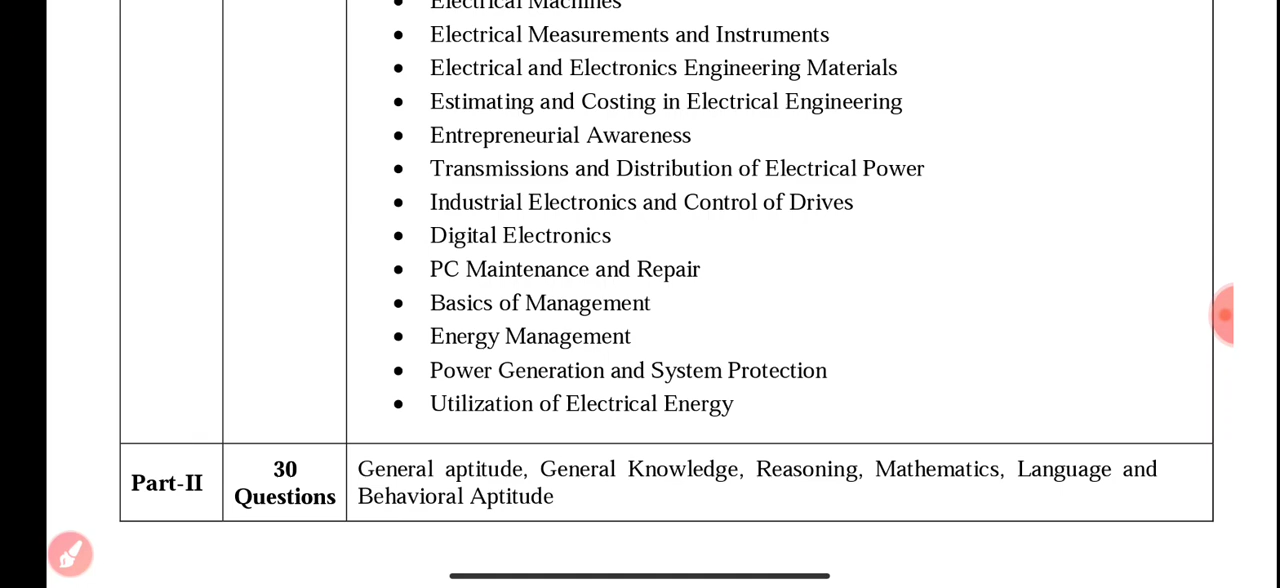 Electrical Machines
• Electrical Measurements and Instruments
• Electrical and Electronics Engineering Materials
• Estimating and Costing in Electrical Engineering
• Entrepreneurial Awareness
• Transmissions and Distribution of Electrical Power
• Industrial Electronics and Control of Drives
• Digital Electronics
• PC Maintenance and Repair
• Basics of Management
• Energy Management
• Power Generation and System Protection
• Utilization of Electrical Energy
Part-II
30
Questions
General aptitude, General Knowledge, Reasoning, Mathematics, Language and
Behavioral Aptitude